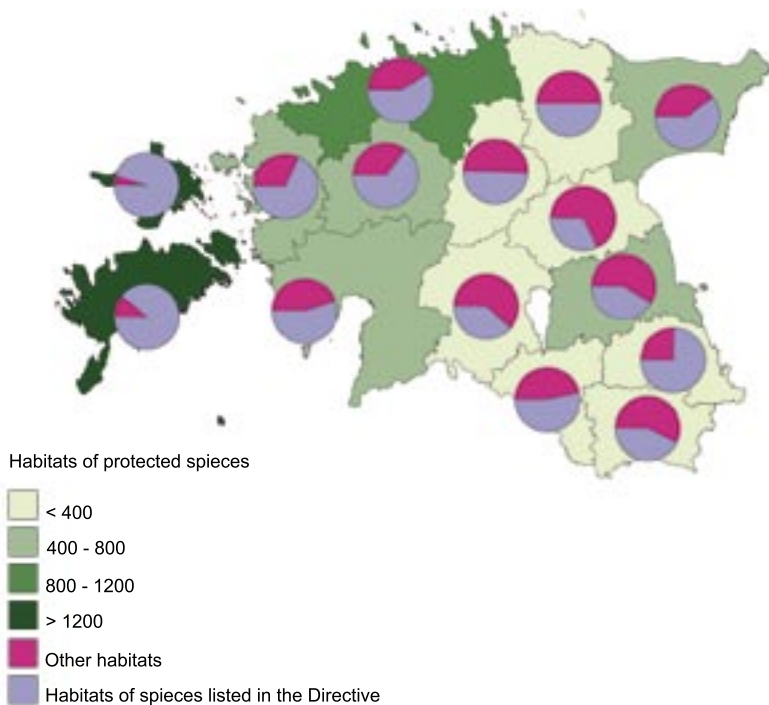 Habitats of protected spieces
< 400
400 - 800
800 - 1200
> 1200
Other habitats
Habitats of spieces listed in the Directive